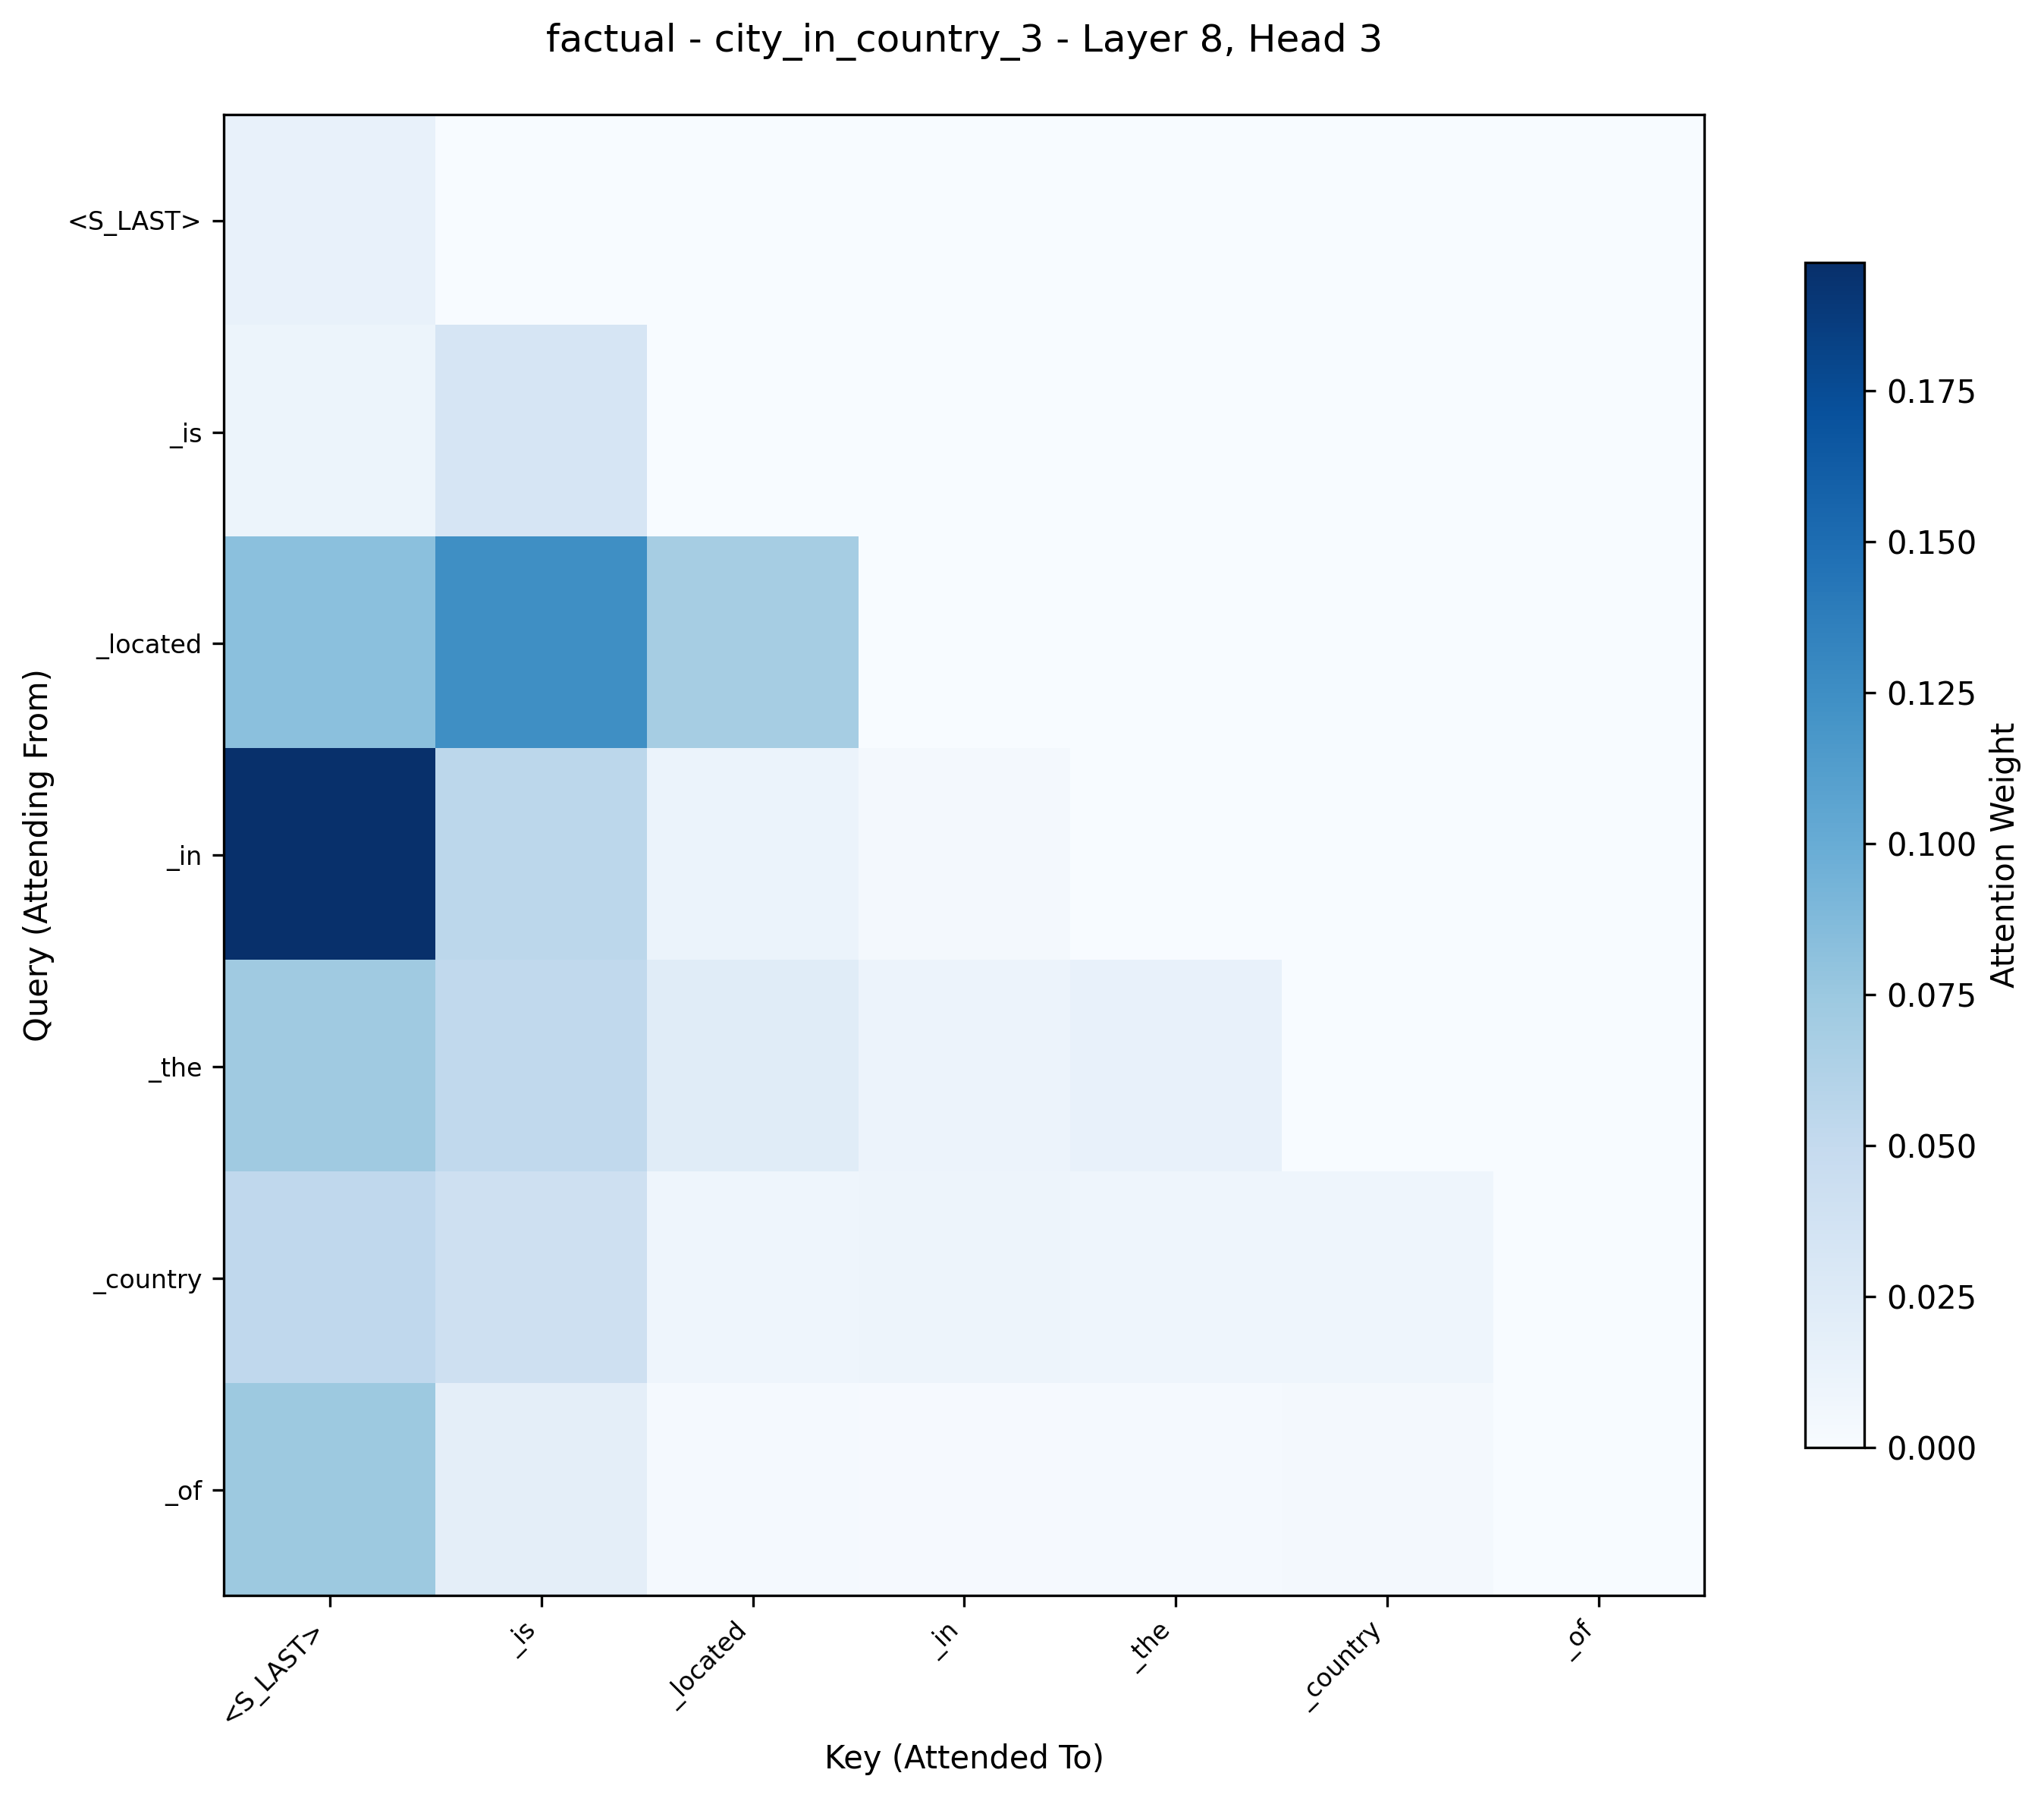 factual - city_in_country_3 - Layer 8, Head 3
Query (Attending From)
<S_LAST>
_is
_located
_in
_the
_country
_of
<S_LAST>
_is
_located
_in
_the
_country
_of
Key (Attended To)
0.175
0.150
0.125
0.100
0.075
0.050
0.025
0.000
Attention Weight